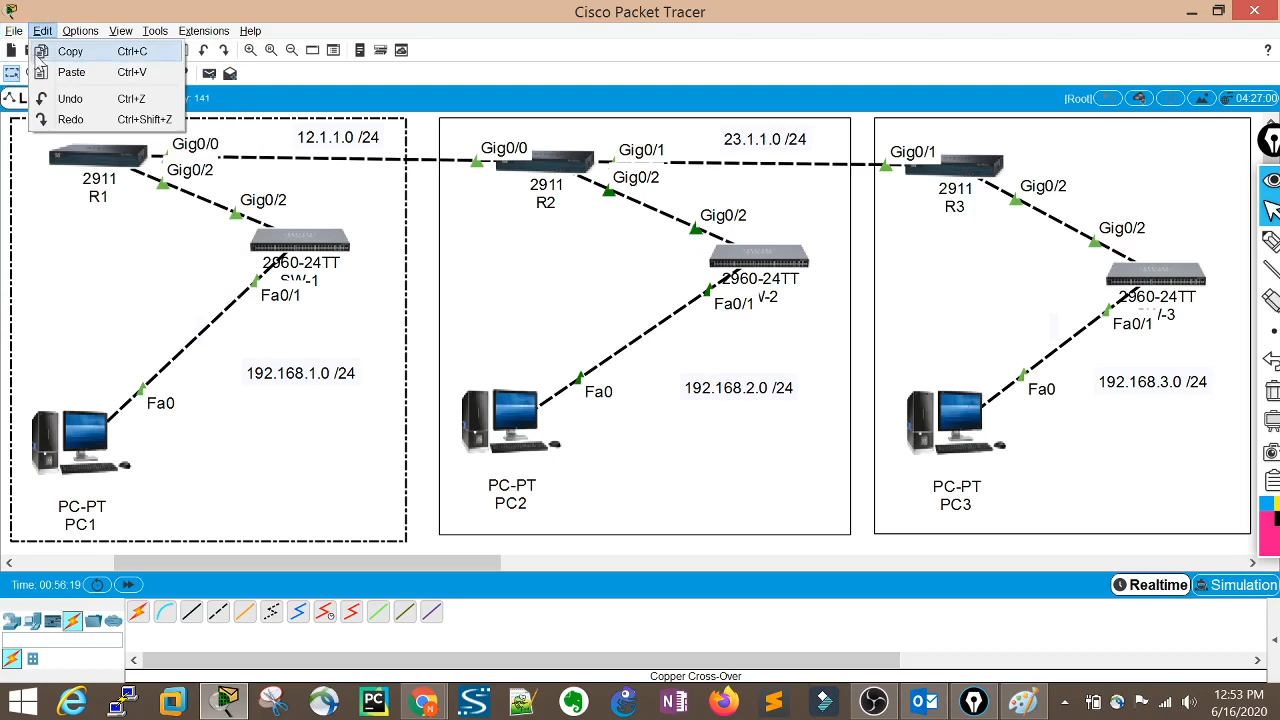 Cisco Packet Tracer
File Edit Options View Tools Extensions Help
Copy Ctrl+C
Paste Ctrl+V
Undo Ctrl+Z
Redo Ctrl+Shift+Z
?
L
y: 141
[Root]
04:27:00
Gig0/0
12.1.1.0 /24
Gig0/2
2911
R1
Gig0/2
2960-24TT
SW-1
Fa0/1
192.168.1.0 /24
Fa0
PC-PT
PC1
Gig0/0
Gig0/1
23.1.1.0 /24
Gig0/2
2911
R2
Gig0/2
2960-24TT
/-2
Fa0/1
192.168.2.0 /24
Fa0
PC-PT
PC2
Gig0/1
2911
R3
Gig0/2
Gig0/2
2960-24TT
/-3
Fa0/1
192.168.3.0 /24
Fa0
PC-PT
PC3
Time: 00:56:19
Realtime
Simulation
Copper Cross-Over
12:53 PM
6/16/2020